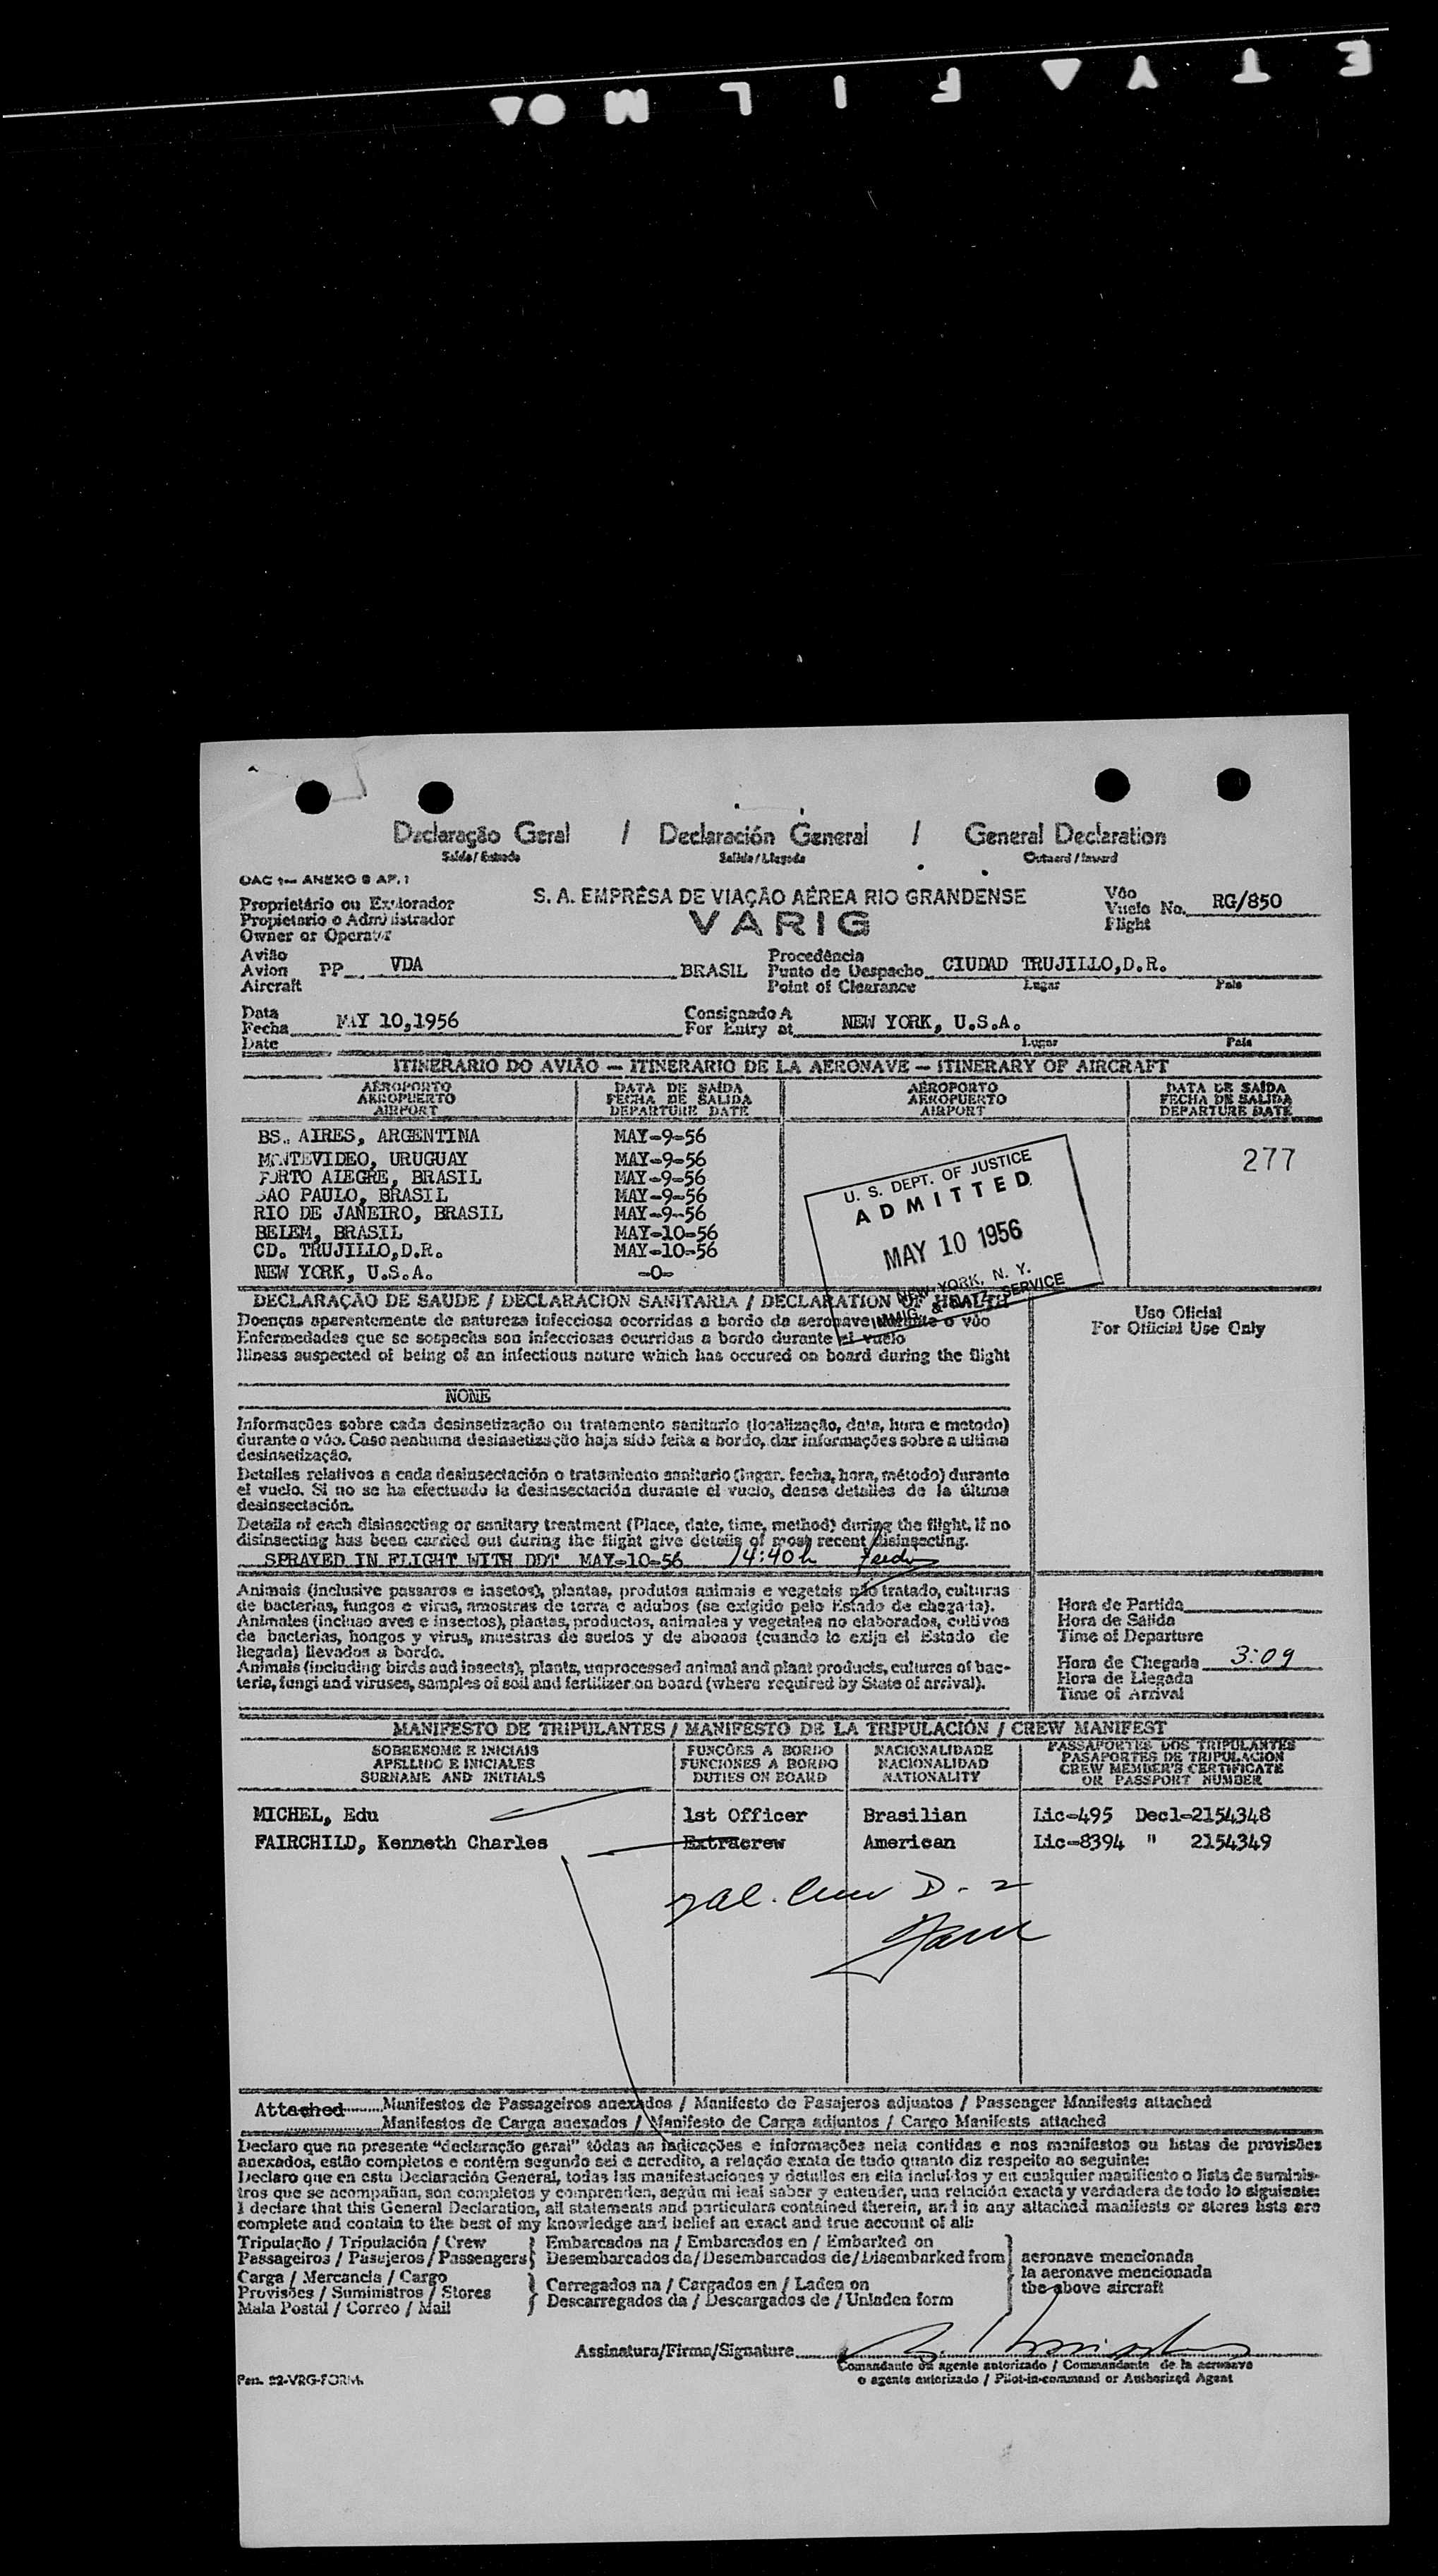 E T Y F I L M
Declaração Geral / Declaración General / General Declaration
Saída/Entrada Salida/Llegada Outward/Inward
OAC 1— ANEXO 9 AP. 1
Proprietário ou Explorador
Propietario o Administrador
Owner or Operator
S. A. EMPRÊSA DE VIAÇÃO AÉREA RIO GRANDENSE
VARIG
Vôo
Vuelo No. RG/850
Flight
Avião
Avion PP VDA BRASIL
Aircraft
Procedência
Punto de Despacho CIUDAD TRUJILLO,D.R.
Point of Clearance Lugar Pais
Data
Fecha MAY 10,1956
Date
Consignado A
For Entry at NEW YORK, U.S.A.
Lugar Pais
ITINERARIO DO AVIÃO — ITINERARIO DE LA AERONAVE — ITINERARY OF AIRCRAFT
AÉROPORTO DATA DE SAÍDA AÉROPORTO DATA DE SAÍDA
AEROPUERTO FECHA DE SALIDA AEROPUERTO FECHA DE SALIDA
AIRPORT DEPARTURE DATE AIRPORT DEPARTURE DATE
BS. AIRES, ARGENTINA MAY-9-56
MONTEVIDEO, URUGUAY MAY-9-56
PORTO ALEGRE, BRASIL MAY-9-56
SAO PAULO, BRASIL MAY-9-56
RIO DE JANEIRO, BRASIL MAY-9-56
BELEM, BRASIL MAY-10-56
CD. TRUJILLO,D.R. MAY-10-56
NEW YORK, U.S.A. -0-
277
U. S. DEPT. OF JUSTICE
ADMITTED
MAY 10 1956
NEW YORK, N. Y.
IMMIG. & NATZ. SERVICE
DECLARAÇÃO DE SAUDE / DECLARACION SANITARIA / DECLARATION OF HEALTH
Doenças aparentemente de natureza infecciosa ocorridas a bordo da aeronave durante o vôo
Enfermedades que se sospecha son infecciosas ocurridas a bordo durante el vuelo
Illness suspected of being of an infectious nature which has occured on board during the flight
NONE
Uso Oficial
For Official Use Only
Informações sobre cada desinsetização ou tratamento sanitario (localização, data, hora e metodo)
durante o vôo. Caso nenhuma desinsetização haja sido feita a bordo, dar informações sobre a ultima
desinsetização.
Detalles relativos a cada desinsectación o tratamiento sanitario (lugar, fecha, hora, método) durante
el vuelo. Si no se ha efectuado la desinsectación durante el vuelo, dense detalles de la última
desinsectación.
Details of each disinsecting or sanitary treatment (Place, date, time, method) during the flight, if no
disinsecting has been carried out during the flight give details of most recent disinsecting.
SPRAYED IN FLIGHT WITH DDT MAY-10-56 14:40h
Animais (inclusive passaros e insetos), plantas, produtos animais e vegetais não tratado, culturas
de bacterias, fungos e virus, amostras de terra e adubos (se exigido pelo Estado de chegada).
Animales (incluso aves e insectos), plantas, productos, animales y vegetales no elaborados, cultivos
de bacterias, hongos y virus, muestras de suelos y de abonos (cuando lo exija el Estado de
llegada) llevados a bordo.
Animals (including birds and insects), plants, unprocessed animal and plant products, cultures of bac-
teria, fungi and viruses, samples of soil and fertilizer on board (where required by State of arrival).
Hora de Partida
Hora de Salida
Time of Departure
Hora de Chegada 3:09
Hora de Llegada
Time of Arrival
MANIFESTO DE TRIPULANTES / MANIFESTO DE LA TRIPULACIÓN / CREW MANIFEST
SOBRENOME E INICIAIS
APELLIDO E INICIALES
SURNAME AND INITIALS
FUNCÕES A BORDO
FUNCIONES A BORDO
DUTIES ON BOARD
NACIONALIDADE
NACIONALIDAD
NATIONALITY
PASSAPORTES DOS TRIPULANTES
PASAPORTES DE TRIPULACION
CREW MEMBER'S CERTIFICATE
OR PASSPORT NUMBER
MICHEL, Edu 1st Officer Brasilian Lic-495 Decl-2154348
FAIRCHILD, Kenneth Charles Extracrew American Lic-8394 " 2154349
D-2
Attached Manifestos de Passageiros anexados / Manifesto de Pasajeros adjuntos / Passenger Manifests attached
Manifestos de Carga anexados / Manifesto de Carga adjuntos / Cargo Manifests attached
Declaro que na presente "declaração geral" tôdas as indicações e informações nela contidas e nos manifestos ou listas de provisões
anexados, estão completos e contêm segundo sei e acredito, a relação exata de tudo quanto diz respeito ao seguinte:
Declaro que en esta Declaración General, todas las manifestaciones y detalles en ella incluidos y en cualquier manifiesto o lista de suminis-
tros que se acompañan, son completos y comprenden, según mi leal saber y entender, una relación exacta y verdadera de todo lo siguiente:
I declare that this General Declaration, all statements and particulars contained therein, and in any attached manifests or stores lists are
complete and contain to the best of my knowledge and belief an exact and true account of all:
Tripulação / Tripulación / Crew Embarcados na / Embarcados en / Embarked on
Passageiros / Pasajeros / Passengers Desembarcados da / Desembarcados de / Disembarked from aeronave mencionada
Carga / Mercancia / Cargo la aeronave mencionada
Provisões / Suministros / Stores Carregados na / Cargados en / Laden on the above aircraft
Mala Postal / Correo / Mail Descarregados da / Descargados de / Unladen form
Assinatura/Firma/Signature
Comandante ou agente autorizado / Commandante de la aeronave
o agente autorizado / Pilot-in-command or Authorized Agent
Pen. 22-VRG-FORM.